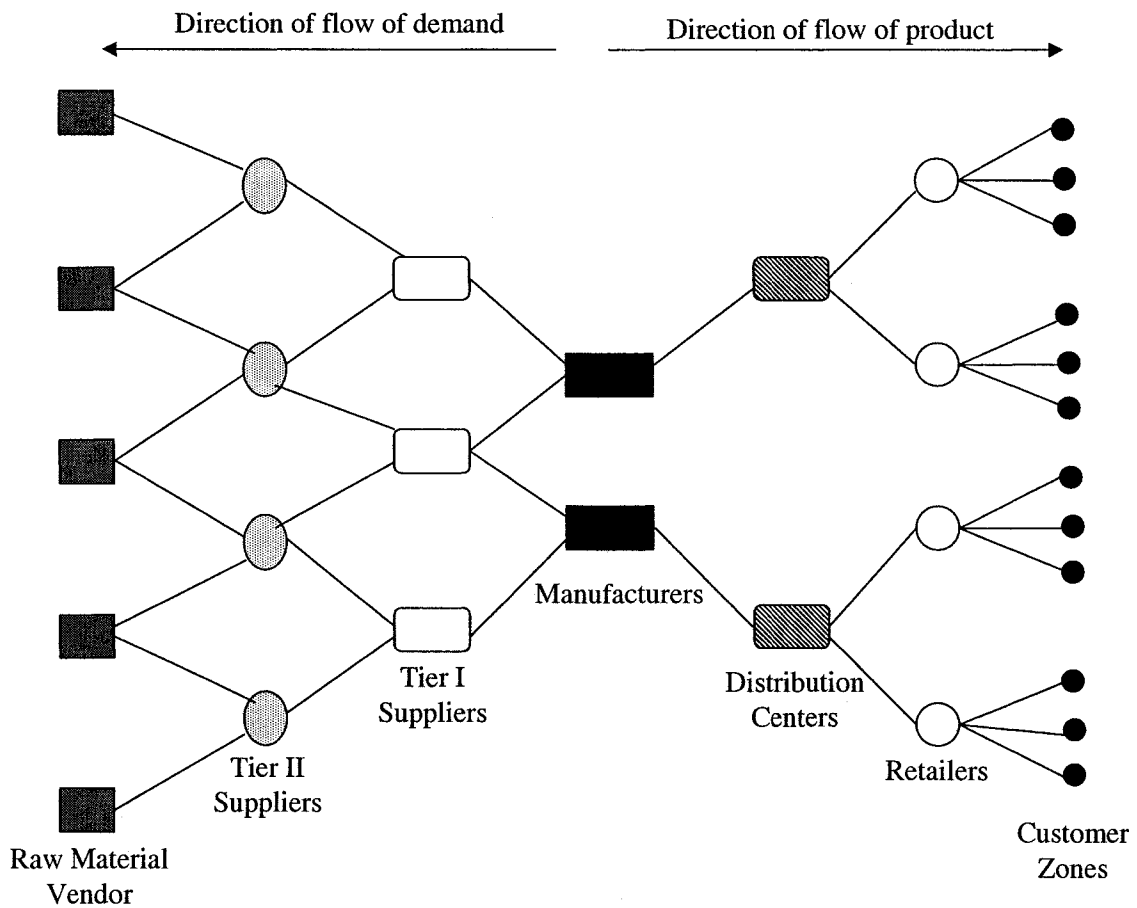 Direction of flow of demand
Direction of flow of product
Manufacturers
Tier I
Suppliers
Distribution
Centers
Tier II
Suppliers
Retailers
Customer
Zones
Raw Material
Vendor